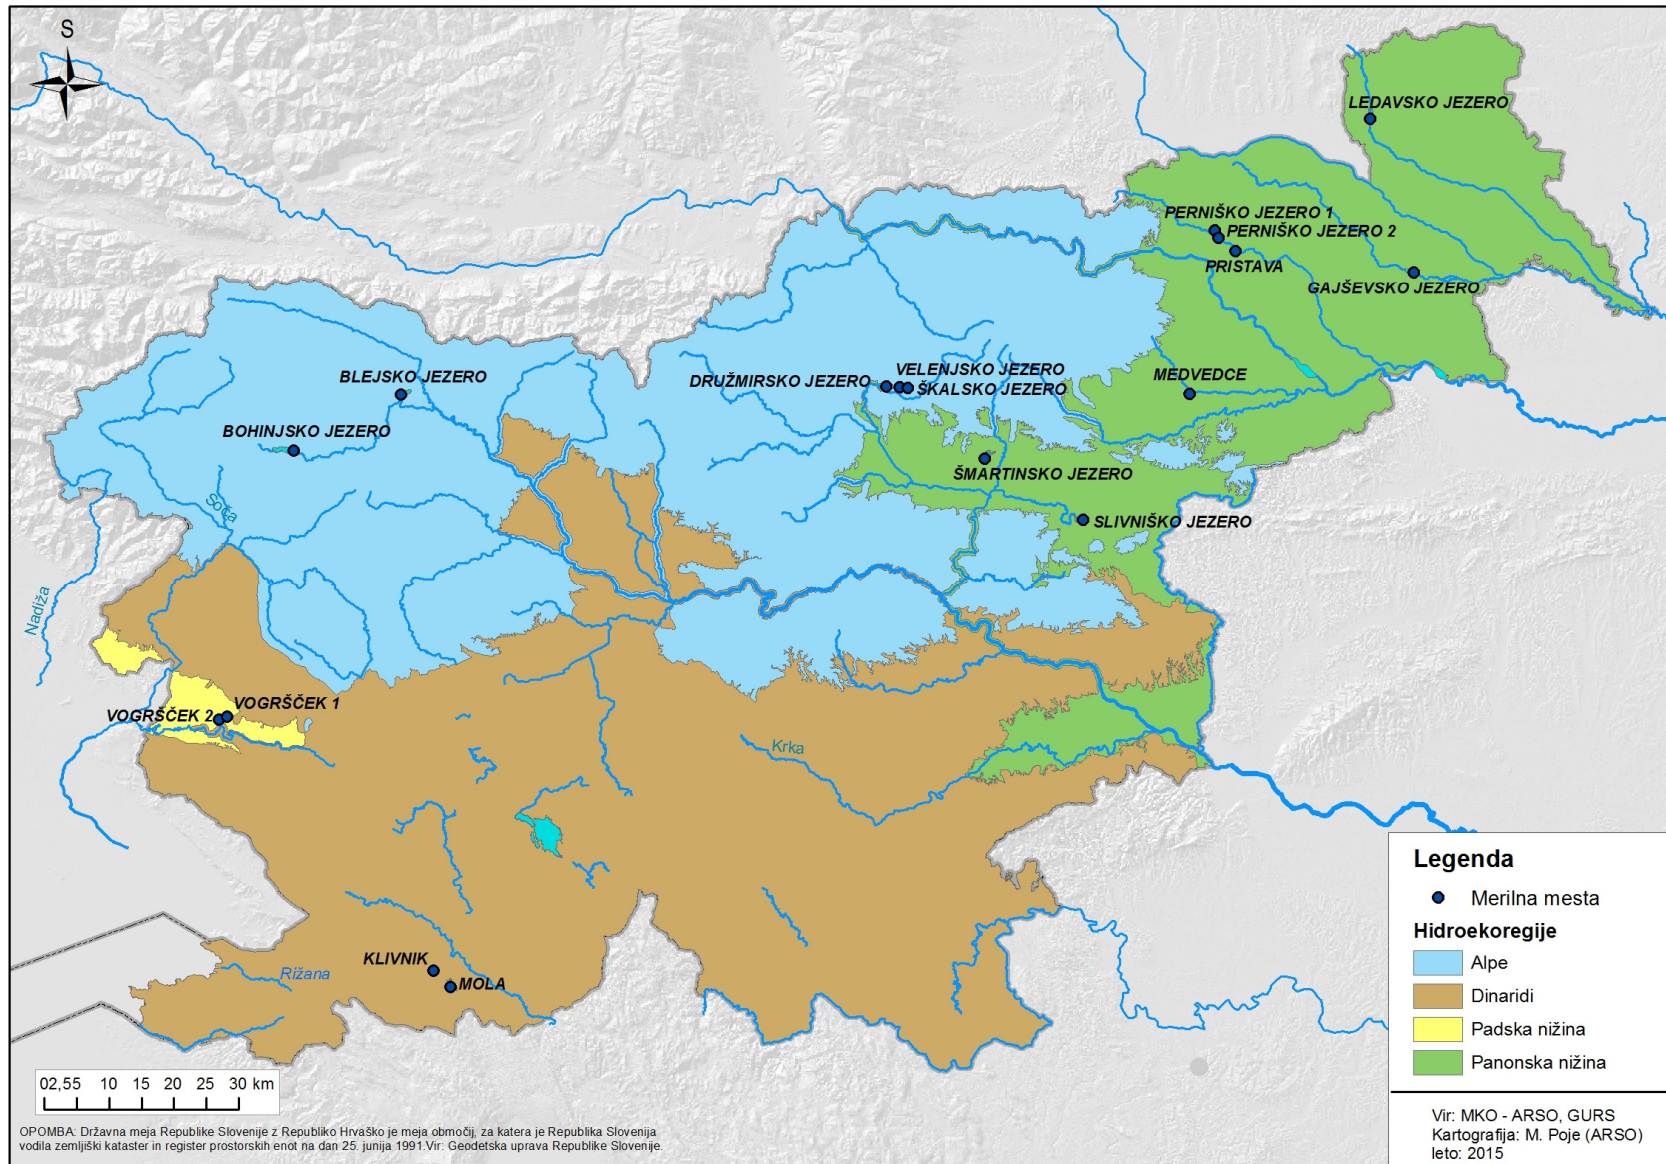 S
LEDAVSKO JEZERO
PERNIŠKO JEZERO 1
PERNIŠKO JEZERO 2
PRISTAVA
GAJŠEVSKO JEZERO
BLEJSKO JEZERO
DRUŽMIRSKO JEZERO
VELENJSKO JEZERO
ŠKALSKO JEZERO
MEDVEDCE
BOHINJSKO JEZERO
ŠMARTINSKO JEZERO
Soča
SLIVNIŠKO JEZERO
Nadiža
VOGRŠČEK 2
VOGRŠČEK 1
Krka
KLIVNIK
MOLA
Rižana
Legenda
Merilna mesta
Hidroekoregije
Alpe
Dinaridi
Padska nižina
Panonska nižina
02,55 10 15 20 25 30 km
OPOMBA: Državna meja Republike Slovenije z Republiko Hrvaško je meja območij, za katera je Republika Slovenija
vodila zemljiški kataster in register prostorskih enot na dan 25. junija 1991.Vir: Geodetska uprava Republike Slovenije.
Vir: MKO - ARSO, GURS
Kartografija: M. Poje (ARSO)
leto: 2015